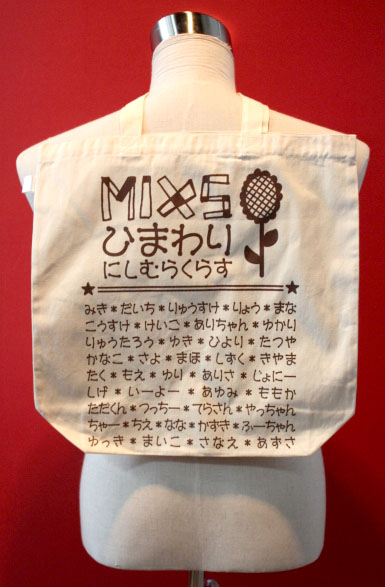 MIX5
ひまわり
にしむらくらす
みき*だいち*りゅうすけ*りょう*まな
こうすけ*けいご*ありちゃん*ゆかり
りゅうたろう*ゆき*ひより*たつや
かなこ*さよ*まほ*しずく*きやま
たく*もえ*ゆり*ありさ*じょにー
しげ*いーよー*あゆみ*ももか
ただくん*つっちー*てらさん*やっちゃん
ちゃー*ちえ*なな*かずき*ふーちゃん
ゆっき*まいこ*さなえ*あずさ